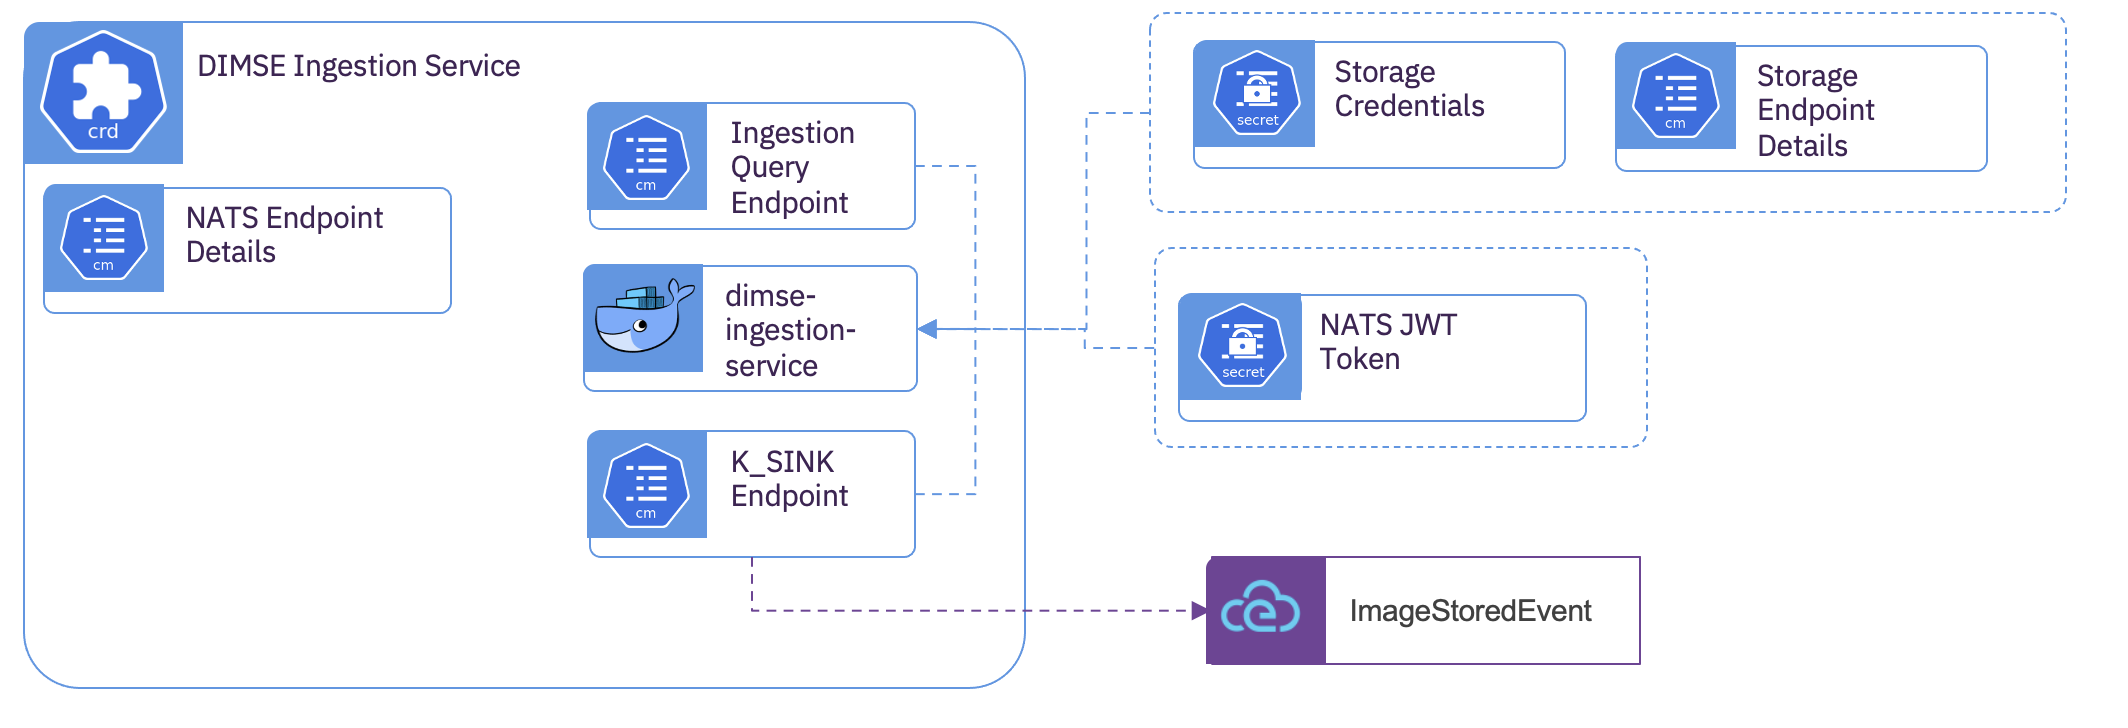 DIMSE Ingestion Service
crd
NATS Endpoint
Details
cm
Ingestion
Query
Endpoint
cm
dimse-
ingestion-
service
K_SINK
Endpoint
cm
Storage
Credentials
secret
Storage
Endpoint
Details
cm
NATS JWT
Token
secret
ImageStoredEvent